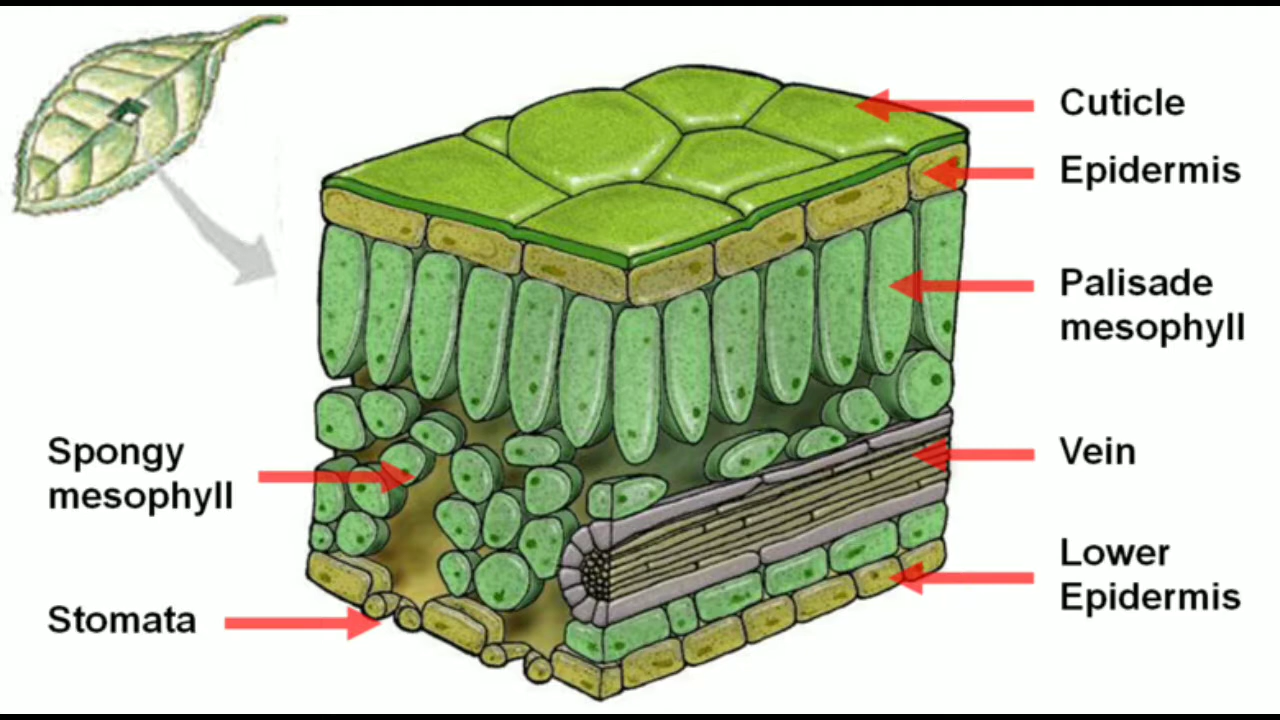 Cuticle
Epidermis
Palisade
mesophyll
Spongy
mesophyll
Vein
Lower
Epidermis
Stomata